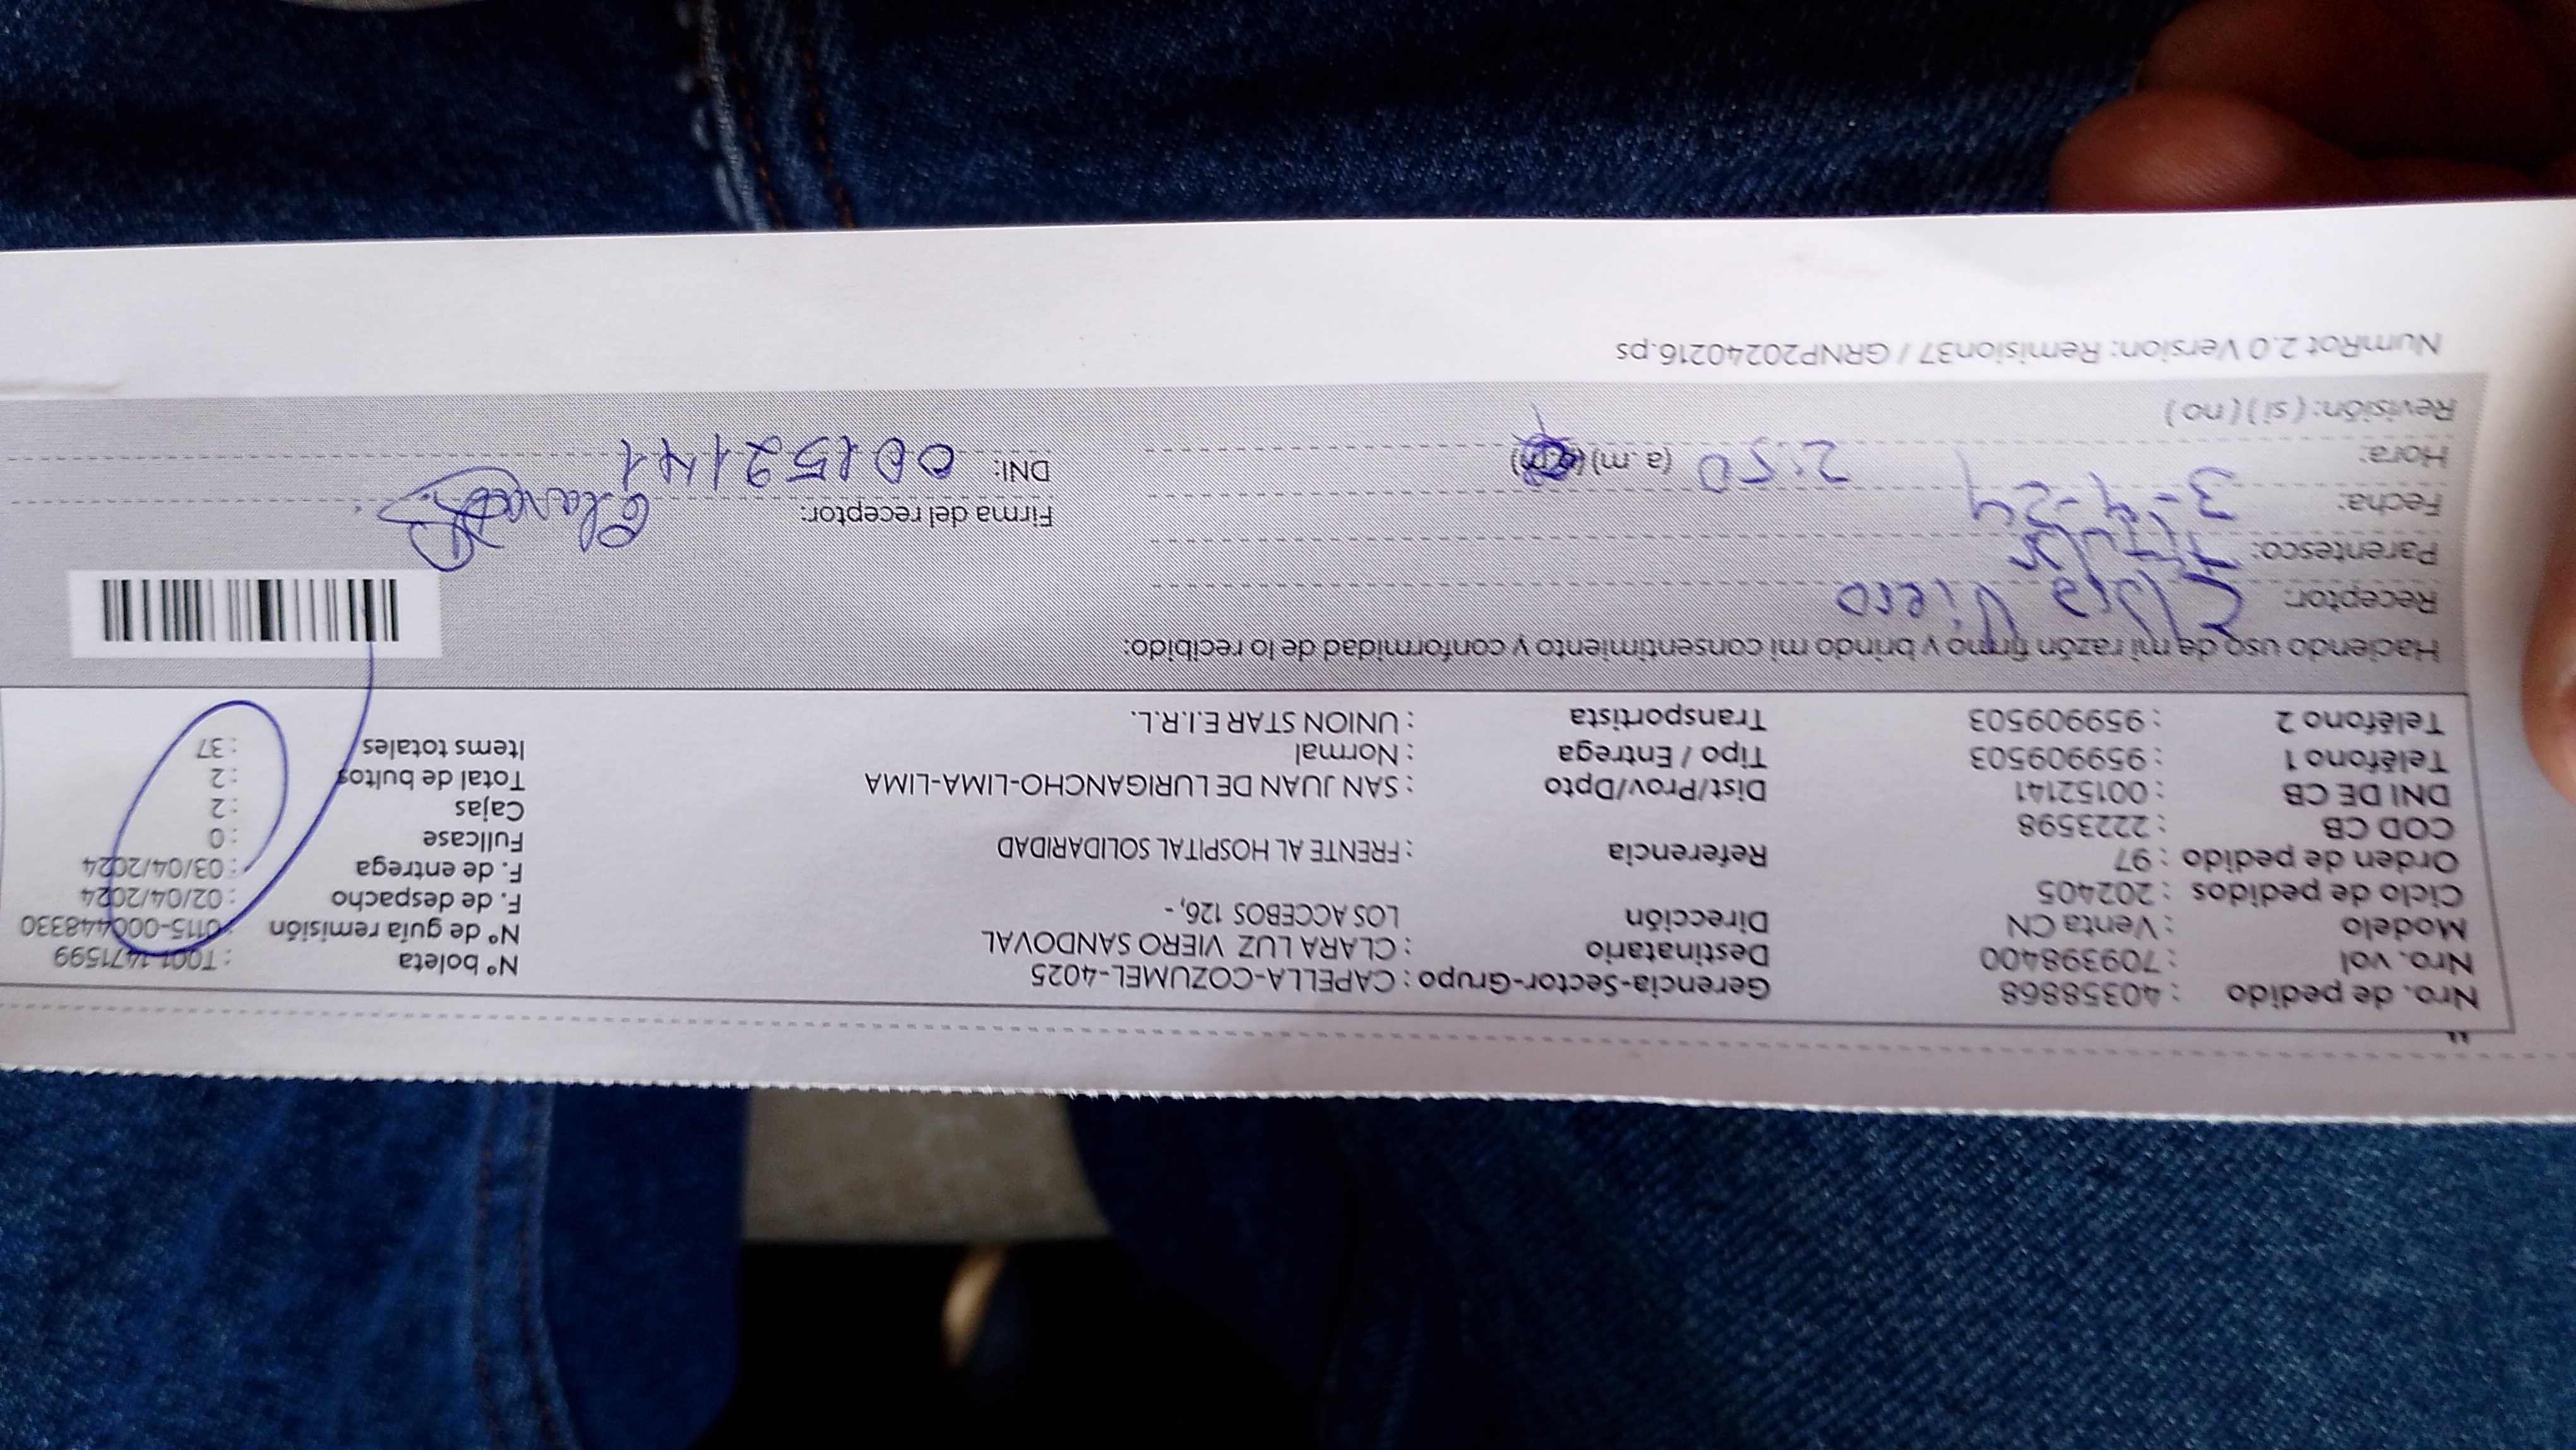 Nro. de pedido : 40358868
Nro. vol : 709398400
Modelo : Venta CN
Ciclo de pedidos : 202405
Orden de pedido : 97
COD CB : 2223598
DNI DE CB : 00152141
Teléfono 1 : 959909503
Teléfono 2 : 959909503
Gerencia-Sector-Grupo : CAPELLA-COZUMEL-4025
Destinatario : CLARA LUZ VIERO SANDOVAL
Dirección LOS ACCEBOS 126,-
Referencia : FRENTE AL HOSPITAL SOLIDARIDAD
Dist/Prov/Dpto : SAN JUAN DE LURIGANCHO-LIMA-LIMA
Tipo / Entrega : Normal
Transportista : UNION STAR E.I.R.L.
N° boleta : T001-1471599
N° de guía remisión : 0115-000448330
F. de despacho : 02/04/2024
F. de entrega : 03/04/2024
Fullcase : 0
Cajas : 2
Total de bultos : 2
Items totales : 37
Haciendo uso de mi razón firmo y brindo mi consentimiento y conformidad de lo recibido:
Receptor: Viero
Parentesco: Titular
Fecha: 3-4-24
Hora: 2:50 (a.m)
Revisión: (si) (no)
Firma del receptor:
DNI: 00152141
NumRot 2.0 Version: Remision37 / GRNP20240216.ps